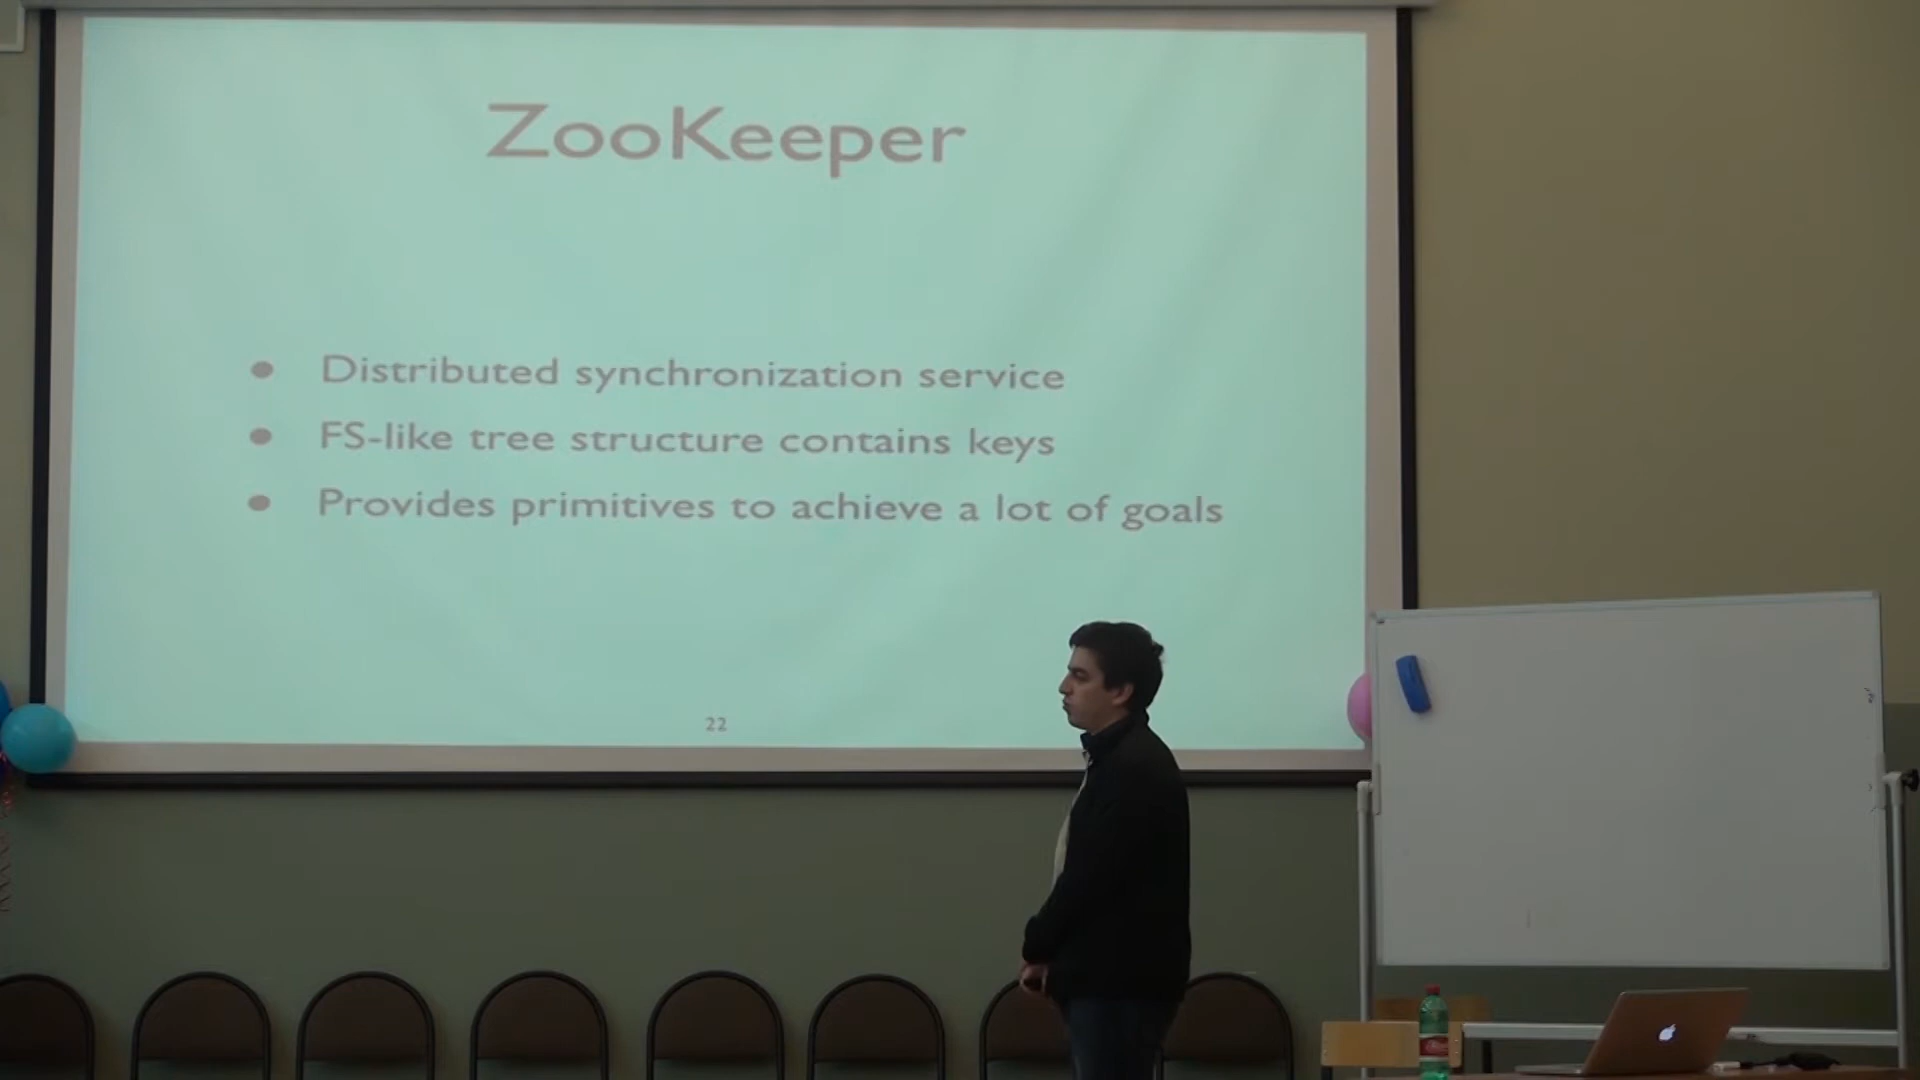 ZooKeeper
Distributed synchronization service
FS-like tree structure contains keys
Provides primitives to achieve a lot of goals
22